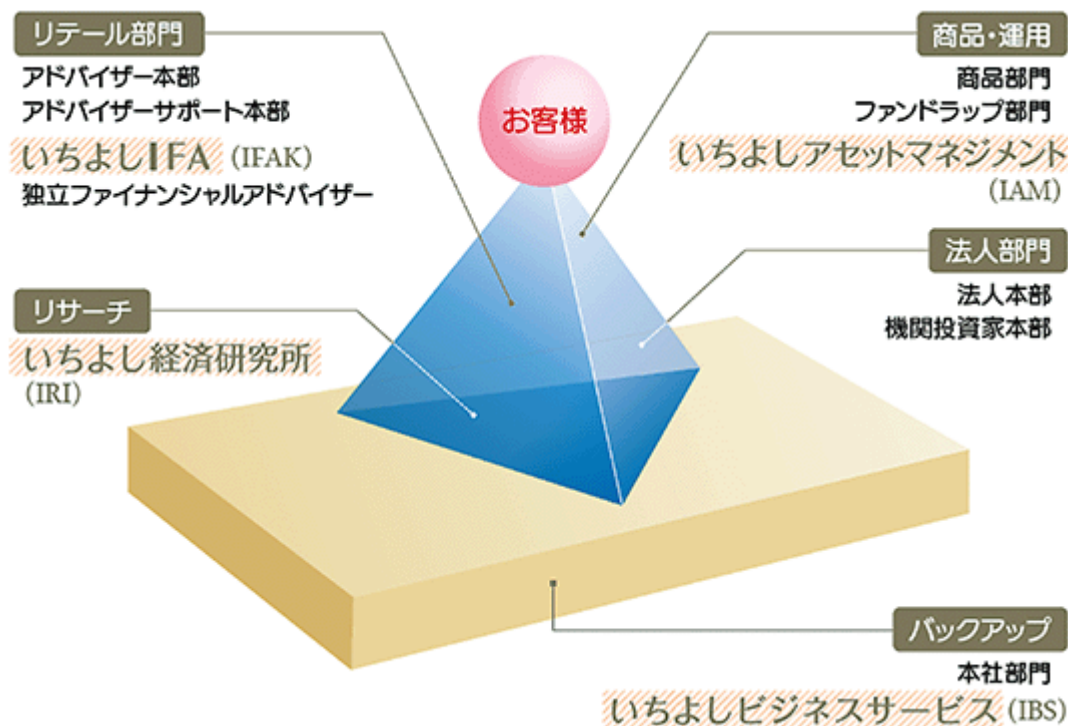 リテール部門
アドバイザー本部
アドバイザーサポート本部
いちよしIFA (IFAK)
独立ファイナンシャルアドバイザー
お客様
商品・運用
商品部門
ファンドラップ部門
いちよしアセットマネジメント
(IAM)
法人部門
法人本部
機関投資家本部
リサーチ
いちよし経済研究所
(IRI)
バックアップ
本社部門
いちよしビジネスサービス (IBS)